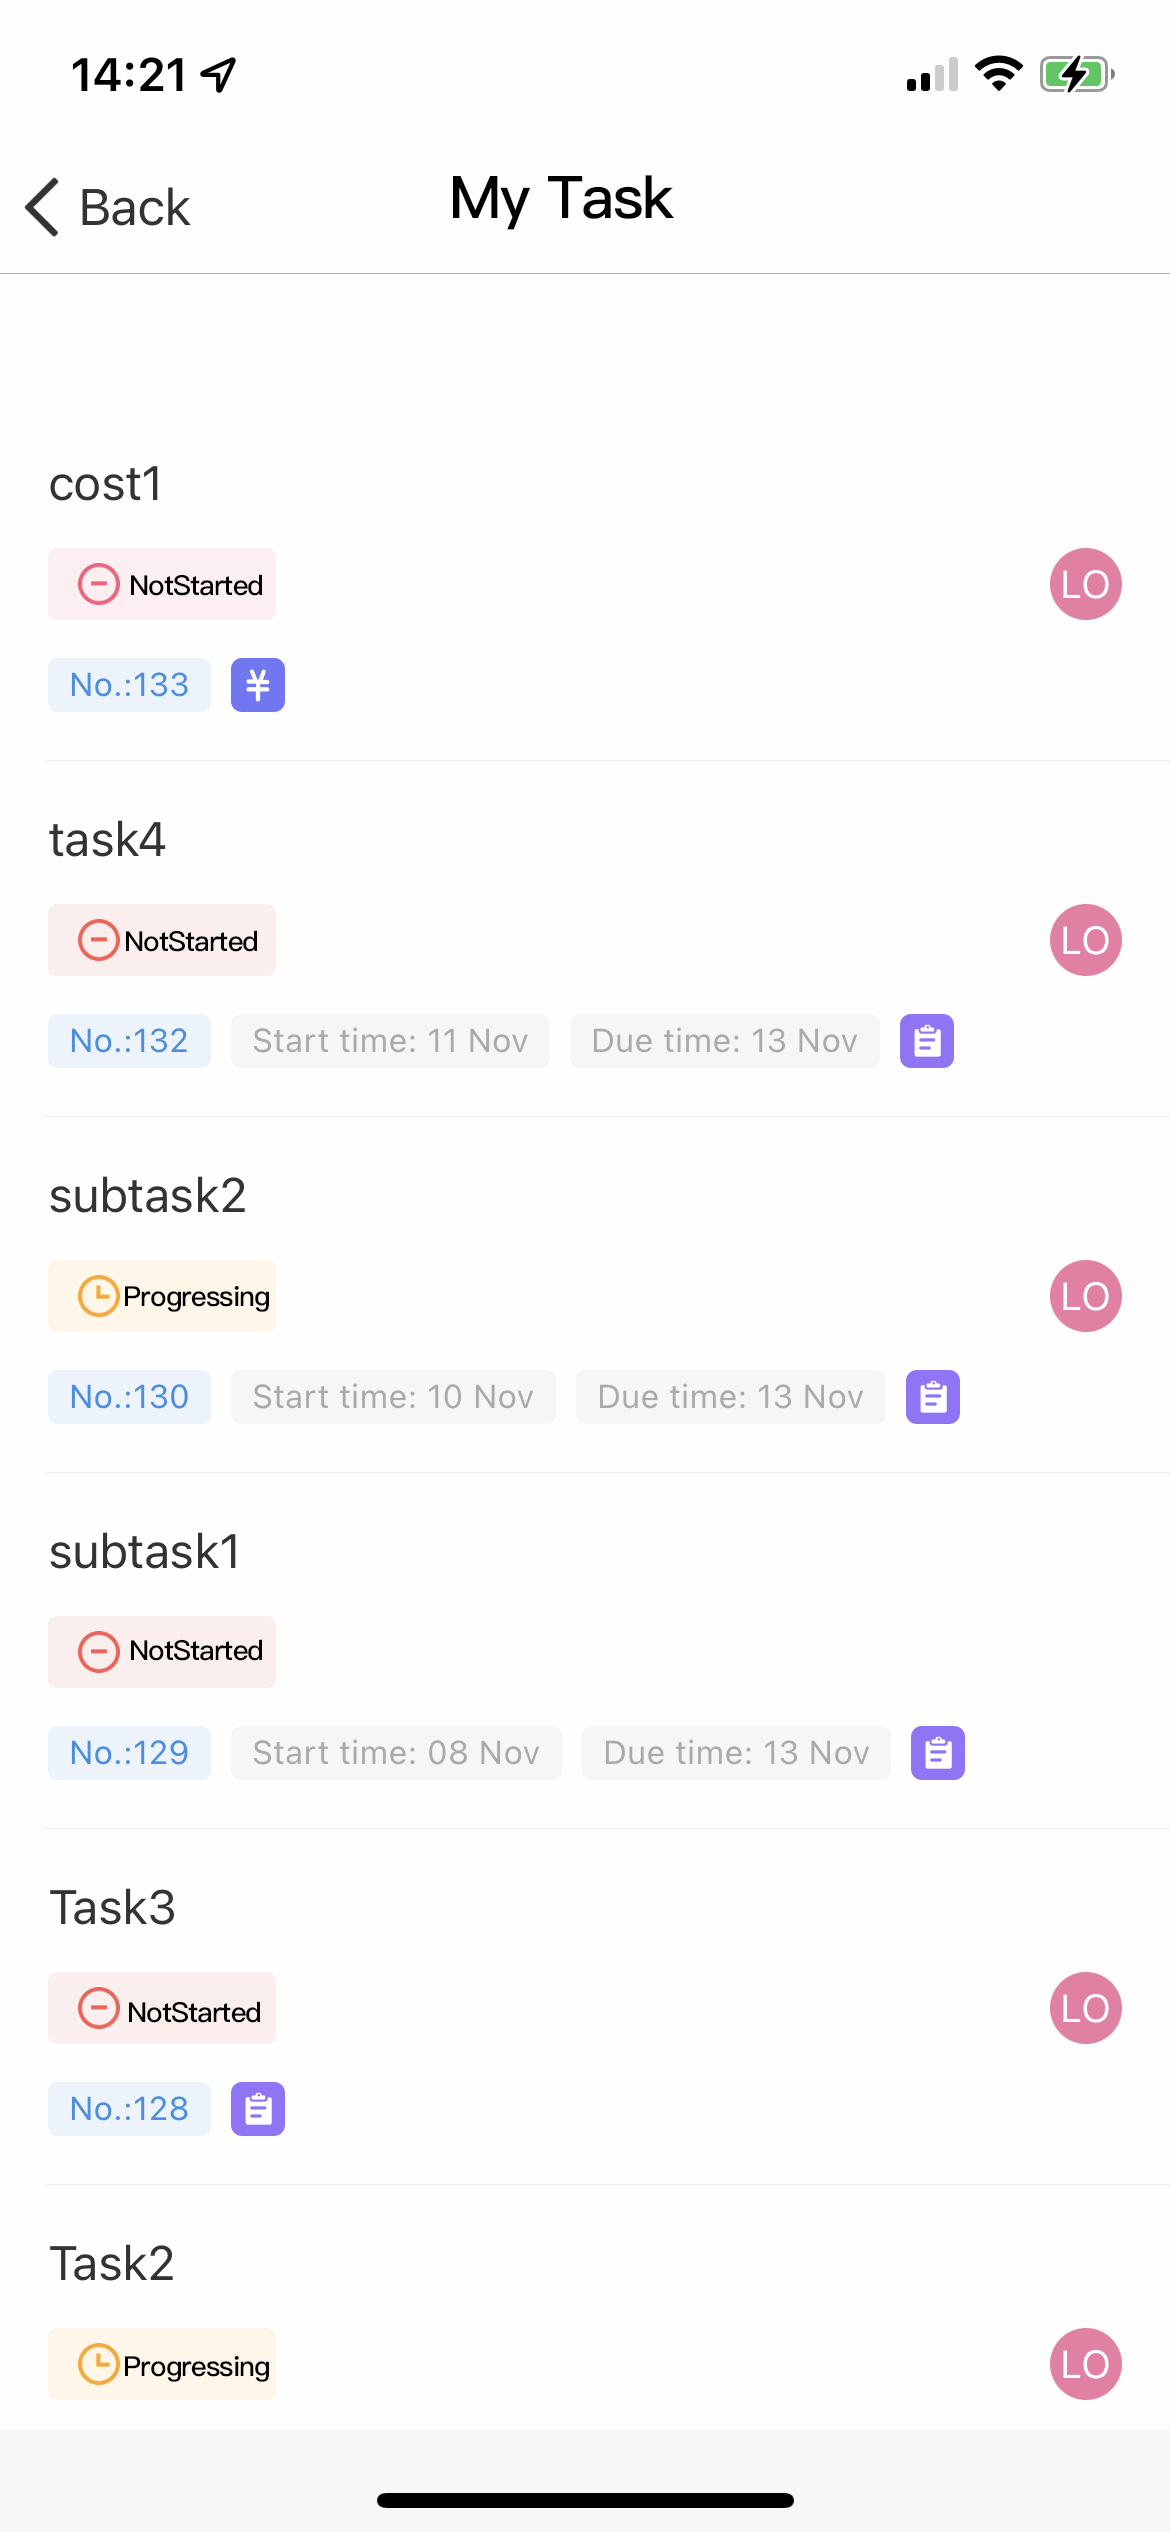 14:21
Back
My Task
cost1
NotStarted
LO
No.:133
¥
task4
NotStarted
LO
No.:132 Start time: 11 Nov Due time: 13 Nov
subtask2
Progressing
LO
No.:130 Start time: 10 Nov Due time: 13 Nov
subtask1
NotStarted
No.:129 Start time: 08 Nov Due time: 13 Nov
Task3
NotStarted
LO
No.:128
Task2
Progressing
LO